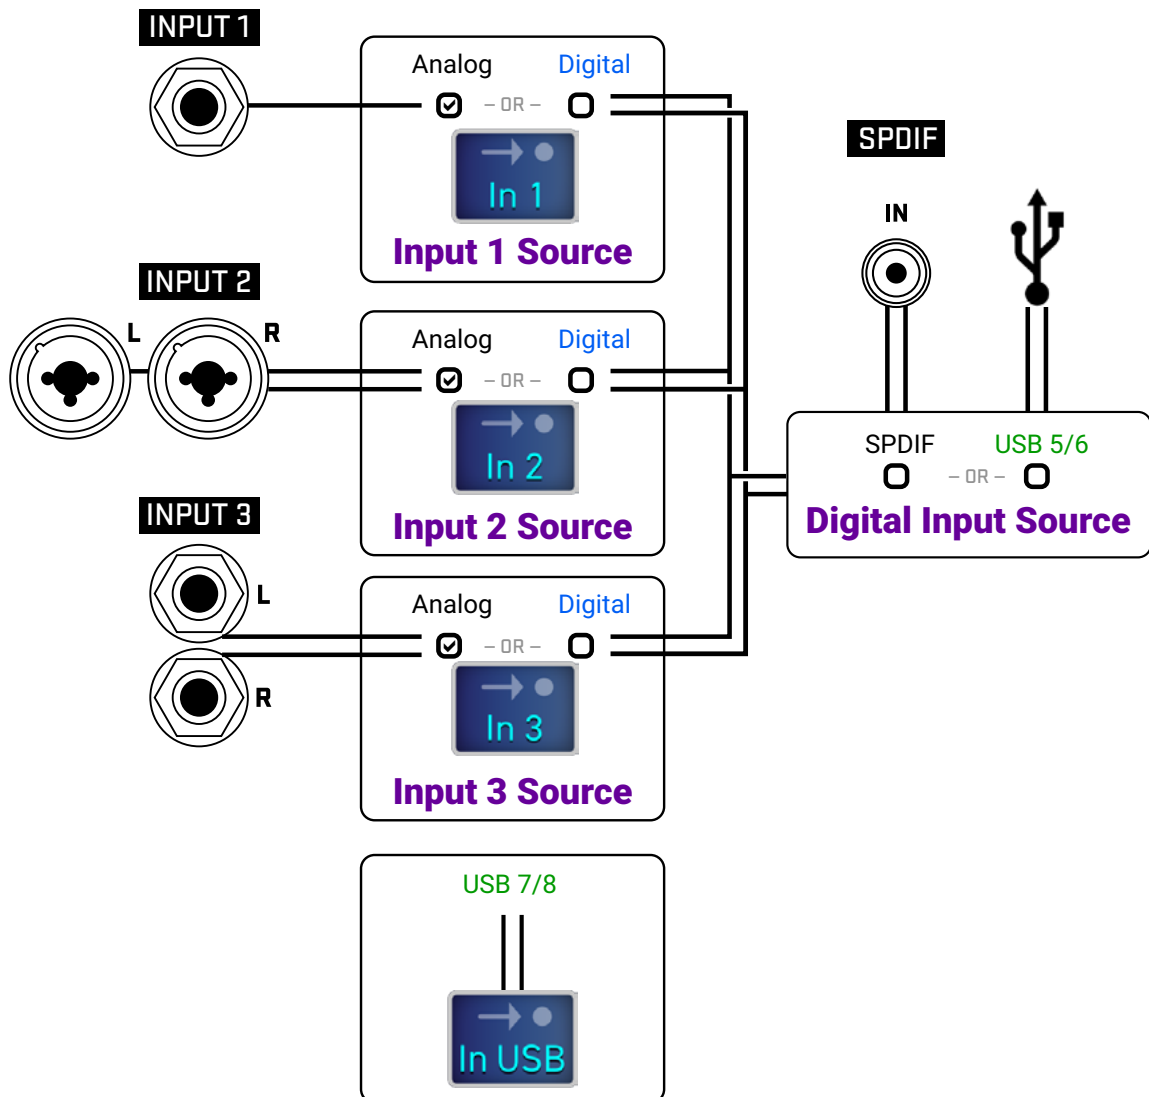 INPUT 1
Analog Digital
– OR –
In 1
Input 1 Source
INPUT 2
L R
Analog Digital
– OR –
In 2
Input 2 Source
INPUT 3
L
R
Analog Digital
– OR –
In 3
Input 3 Source
USB 7/8
In USB
SPDIF
IN
SPDIF USB 5/6
– OR –
Digital Input Source